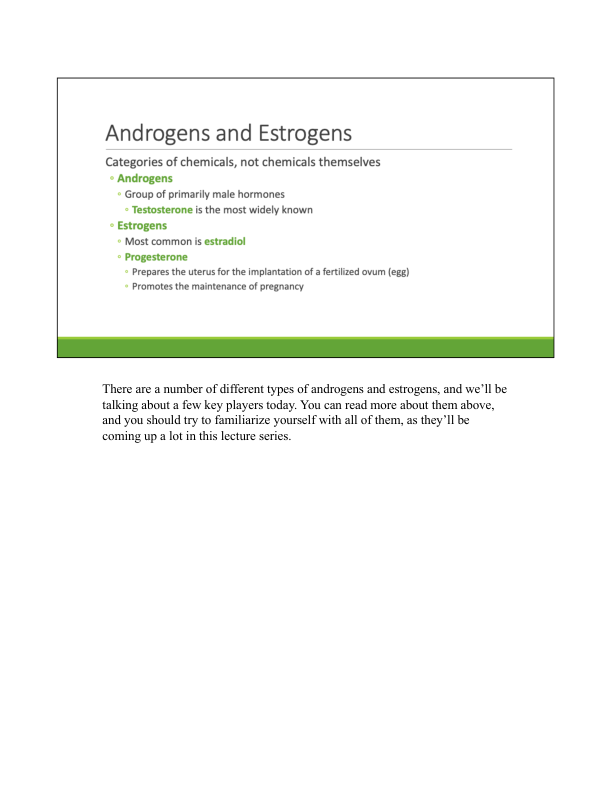 Androgens and Estrogens
Categories of chemicals, not chemicals themselves
Androgens
Group of primarily male hormones
Testosterone is the most widely known
Estrogens
Most common is estradiol
Progesterone
Prepares the uterus for the implantation of a fertilized ovum (egg)
Promotes the maintenance of pregnancy
There are a number of different types of androgens and estrogens, and we’ll be
talking about a few key players today. You can read more about them above,
and you should try to familiarize yourself with all of them, as they’ll be
coming up a lot in this lecture series.